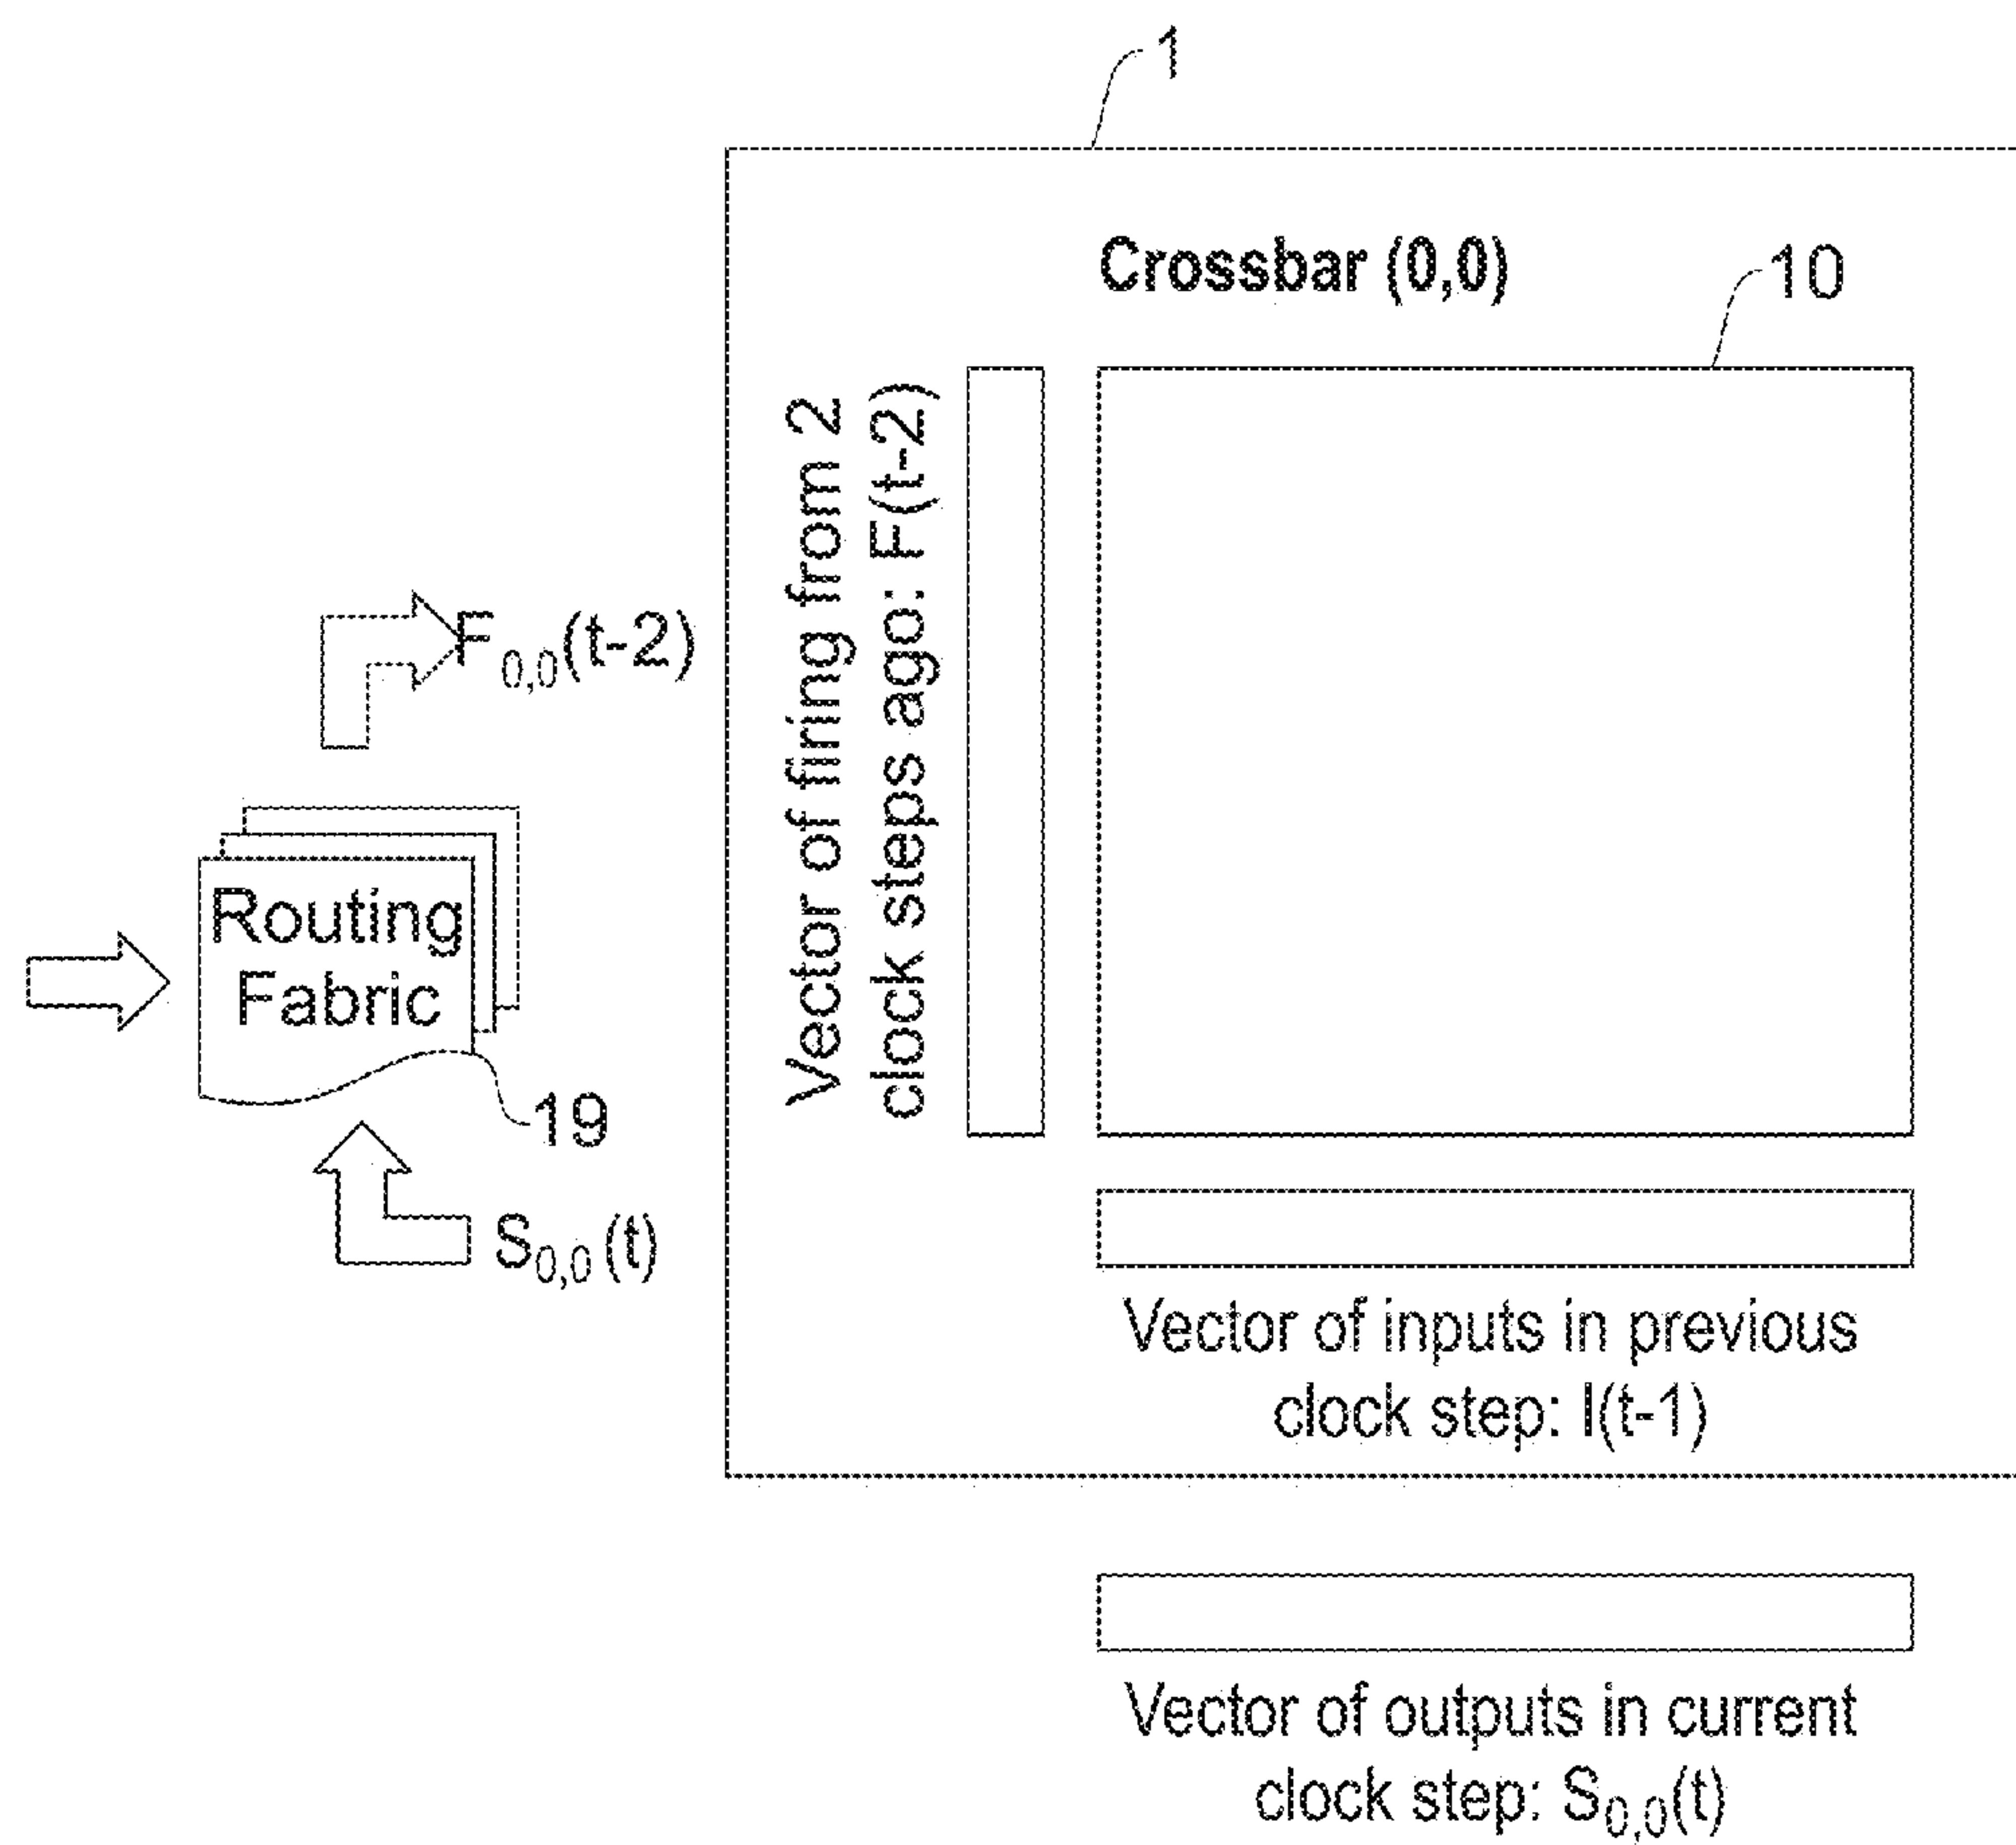 1
Crossbar (0,0)
10
Vector of firing from 2
clock steps ago: F(t-2)
F0,0(t-2)
Routing
Fabric
19
S0,0(t)
Vector of inputs in previous
clock step: I(t-1)
Vector of outputs in current
clock step: S0,0(t)